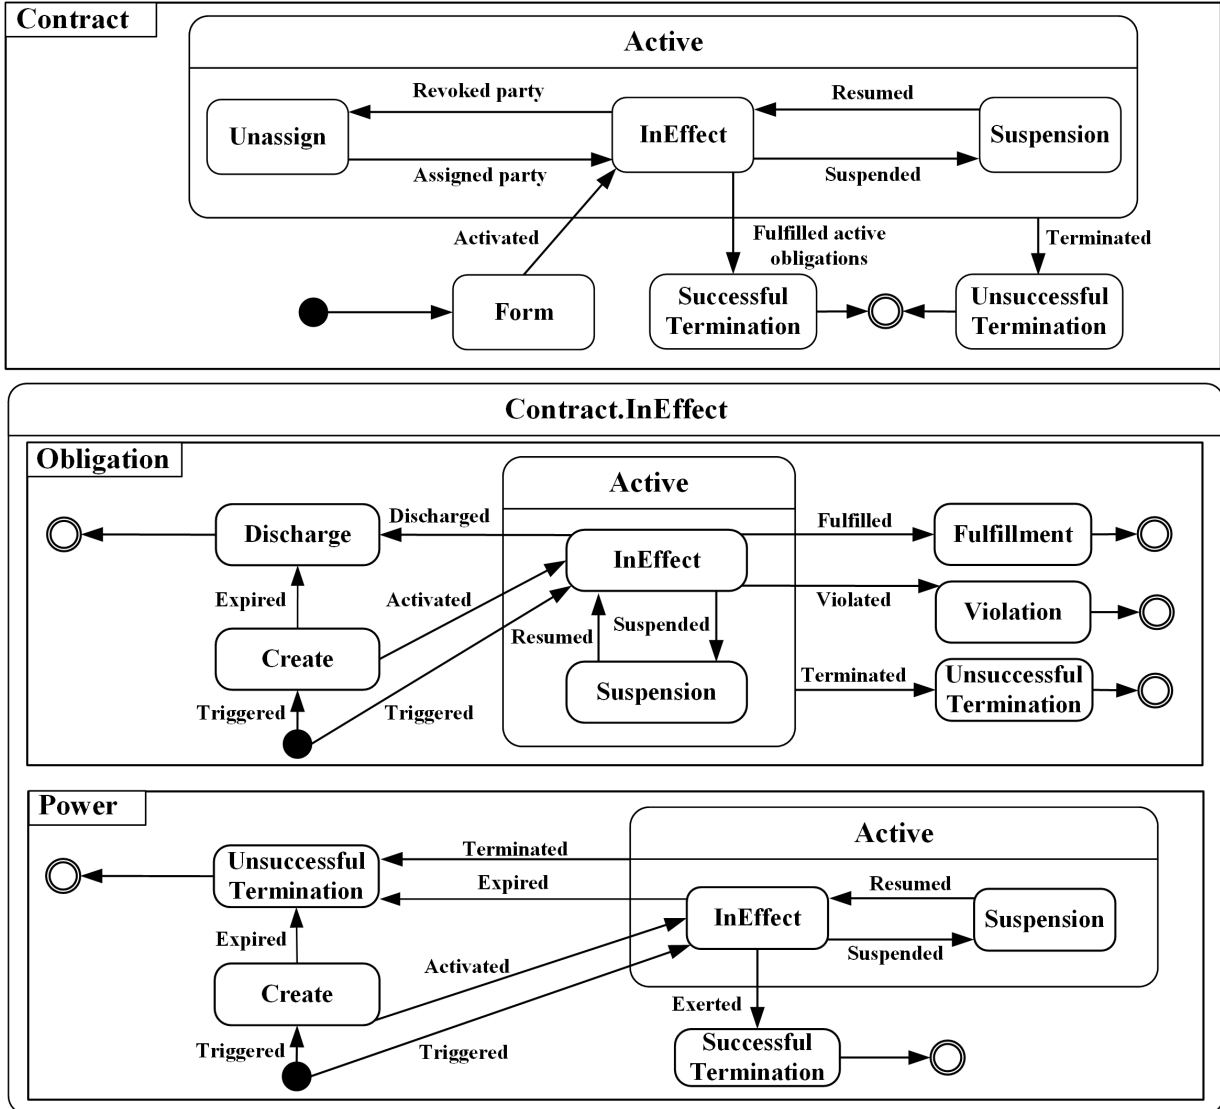 Contract
Active
Revoked party
Resumed
Unassign
InEffect
Suspension
Assigned party
Suspended
Activated
Fulfilled active
obligations
Terminated
Form
Successful
Termination
Unsuccessful
Termination
Contract.InEffect
Obligation
Active
Discharged
Fulfilled
Discharge
Fulfillment
InEffect
Expired
Activated
Violated
Violation
Resumed
Suspended
Create
Suspension
Terminated
Unsuccessful
Termination
Triggered
Triggered
Power
Active
Unsuccessful
Termination
Terminated
Expired
Resumed
InEffect
Suspension
Expired
Suspended
Activated
Create
Exerted
Triggered
Triggered
Successful
Termination